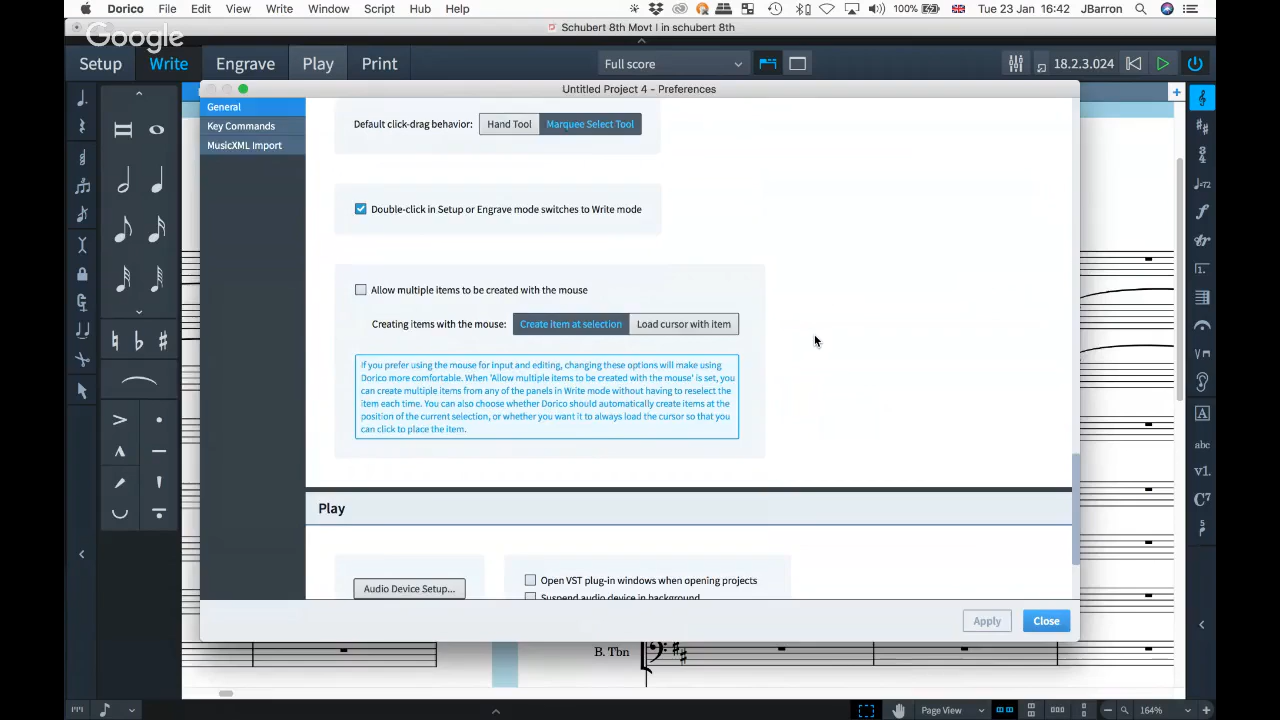 Dorico File Edit Write View Window Script Hub Help 100% Tue 23 Jan 16:42 JBarron
Google
Schubert 8th Movt I in schubert 8th
Setup Write Engrave Play Print Full score 18.2.3.024
Untitled Project 4 - Preferences
General
Key Commands
MusicXML Import
Default click-drag behavior: Hand Tool Marquee Select Tool
Double-click in Setup or Engrave mode switches to Write mode
Allow multiple items to be created with the mouse
Creating items with the mouse: Create item at selection Load cursor with item
If you prefer using the mouse for input and editing, changing these options will make using
Dorico more comfortable. When 'Allow multiple items to be created with the mouse' is set, you
can create multiple items from any of the panels in Write mode without having to reselect the
item each time. You can also choose whether Dorico should automatically create items at the
position of the current selection, or whether you want it to always load the cursor so that you
can click to place the item.
Play
Audio Device Setup...
Open VST plug-in windows when opening projects
Suspend audio device in background
Apply Close
B. Tbn
abc
v1.
C7
Page View 164%